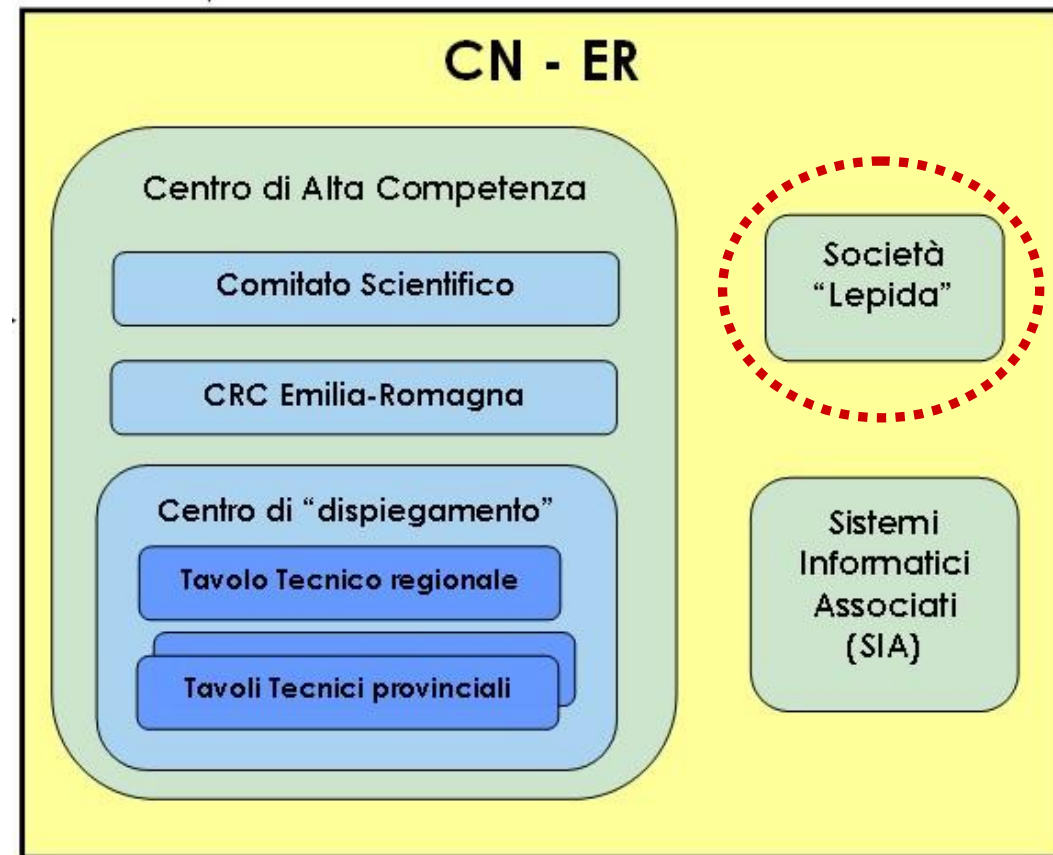 CN - ER
Centro di Alta Competenza
Comitato Scientifico
CRC Emilia-Romagna
Centro di “dispiegamento”
Tavolo Tecnico regionale
Tavoli Tecnici provinciali
Società
“Lepida”
Sistemi
Informatici
Associati
(SIA)